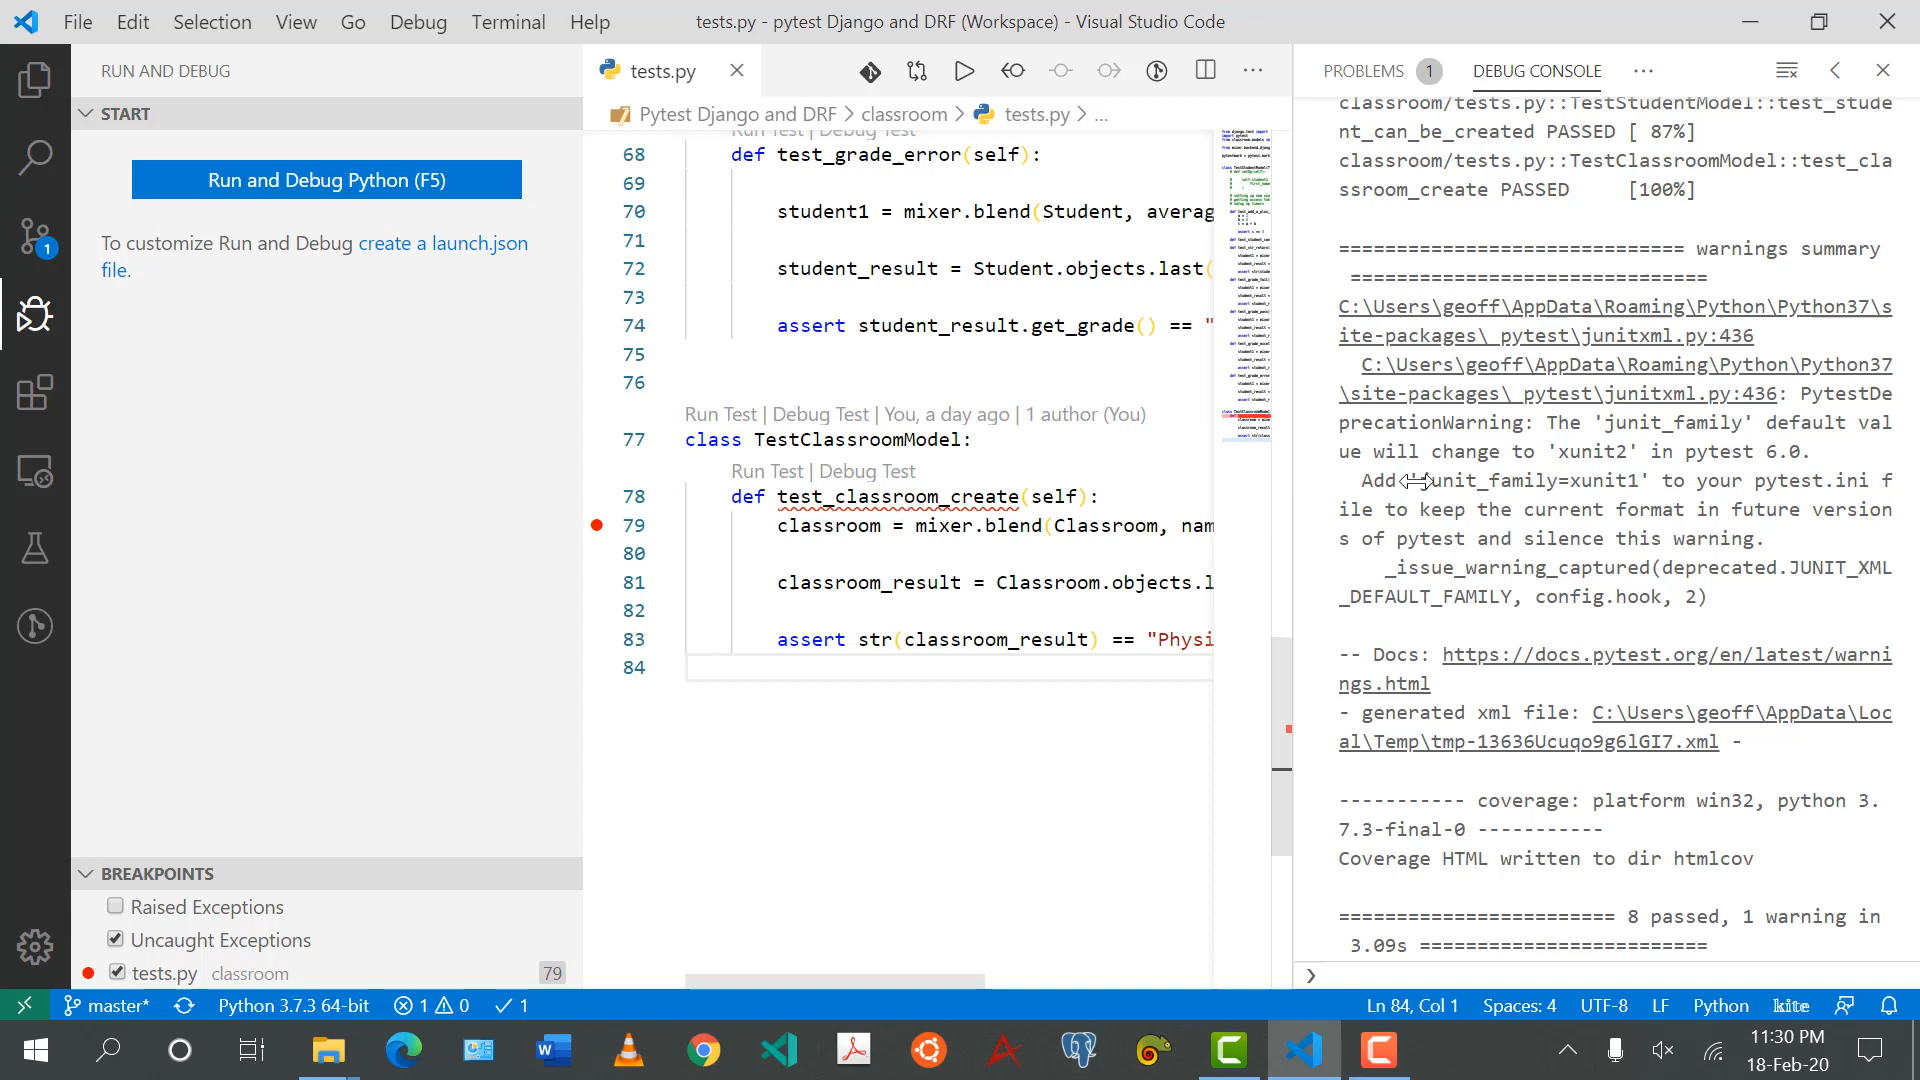 File Edit Selection View Go Debug Terminal Help
tests.py - pytest Django and DRF (Workspace) - Visual Studio Code
RUN AND DEBUG
START
Run and Debug Python (F5)
To customize Run and Debug create a launch.json
file.
BREAKPOINTS
Raised Exceptions
Uncaught Exceptions
tests.py classroom 79
1
tests.py
Pytest Django and DRF > classroom > tests.py > ...
Run Test | Debug Test
68 def test_grade_error(self):
69
70 student1 = mixer.blend(Student, averag
71
72 student_result = Student.objects.last(
73
74 assert student_result.get_grade() == "
75
76
Run Test | Debug Test | You, a day ago | 1 author (You)
77 class TestClassroomModel:
Run Test | Debug Test
78 def test_classroom_create(self):
79 classroom = mixer.blend(Classroom, nam
80
81 classroom_result = Classroom.objects.l
82
83 assert str(classroom_result) == "Physi
84
PROBLEMS 1 DEBUG CONSOLE ...
classroom/tests.py::TestStudentModel::test_stude
nt_can_be_created PASSED [ 87%]
classroom/tests.py::TestClassroomModel::test_cla
ssroom_create PASSED [100%]
============================== warnings summary
===============================
C:\Users\geoff\AppData\Roaming\Python\Python37\s
ite-packages\_pytest\junitxml.py:436
C:\Users\geoff\AppData\Roaming\Python\Python37
\site-packages\_pytest\junitxml.py:436: PytestDe
precationWarning: The 'junit_family' default val
ue will change to 'xunit2' in pytest 6.0.
Add 'junit_family=xunit1' to your pytest.ini f
ile to keep the current format in future version
s of pytest and silence this warning.
_issue_warning_captured(deprecated.JUNIT_XML
_DEFAULT_FAMILY, config.hook, 2)
-- Docs: https://docs.pytest.org/en/latest/warni
ngs.html
- generated xml file: C:\Users\geoff\AppData\Loc
al\Temp\tmp-13636Ucuqo9g6lGI7.xml -
----------- coverage: platform win32, python 3.
7.3-final-0 -----------
Coverage HTML written to dir htmlcov
======================== 8 passed, 1 warning in
3.09s =========================
master* Python 3.7.3 64-bit 1 0 1
Ln 84, Col 1 Spaces: 4 UTF-8 LF Python kite
11:30 PM
18-Feb-20